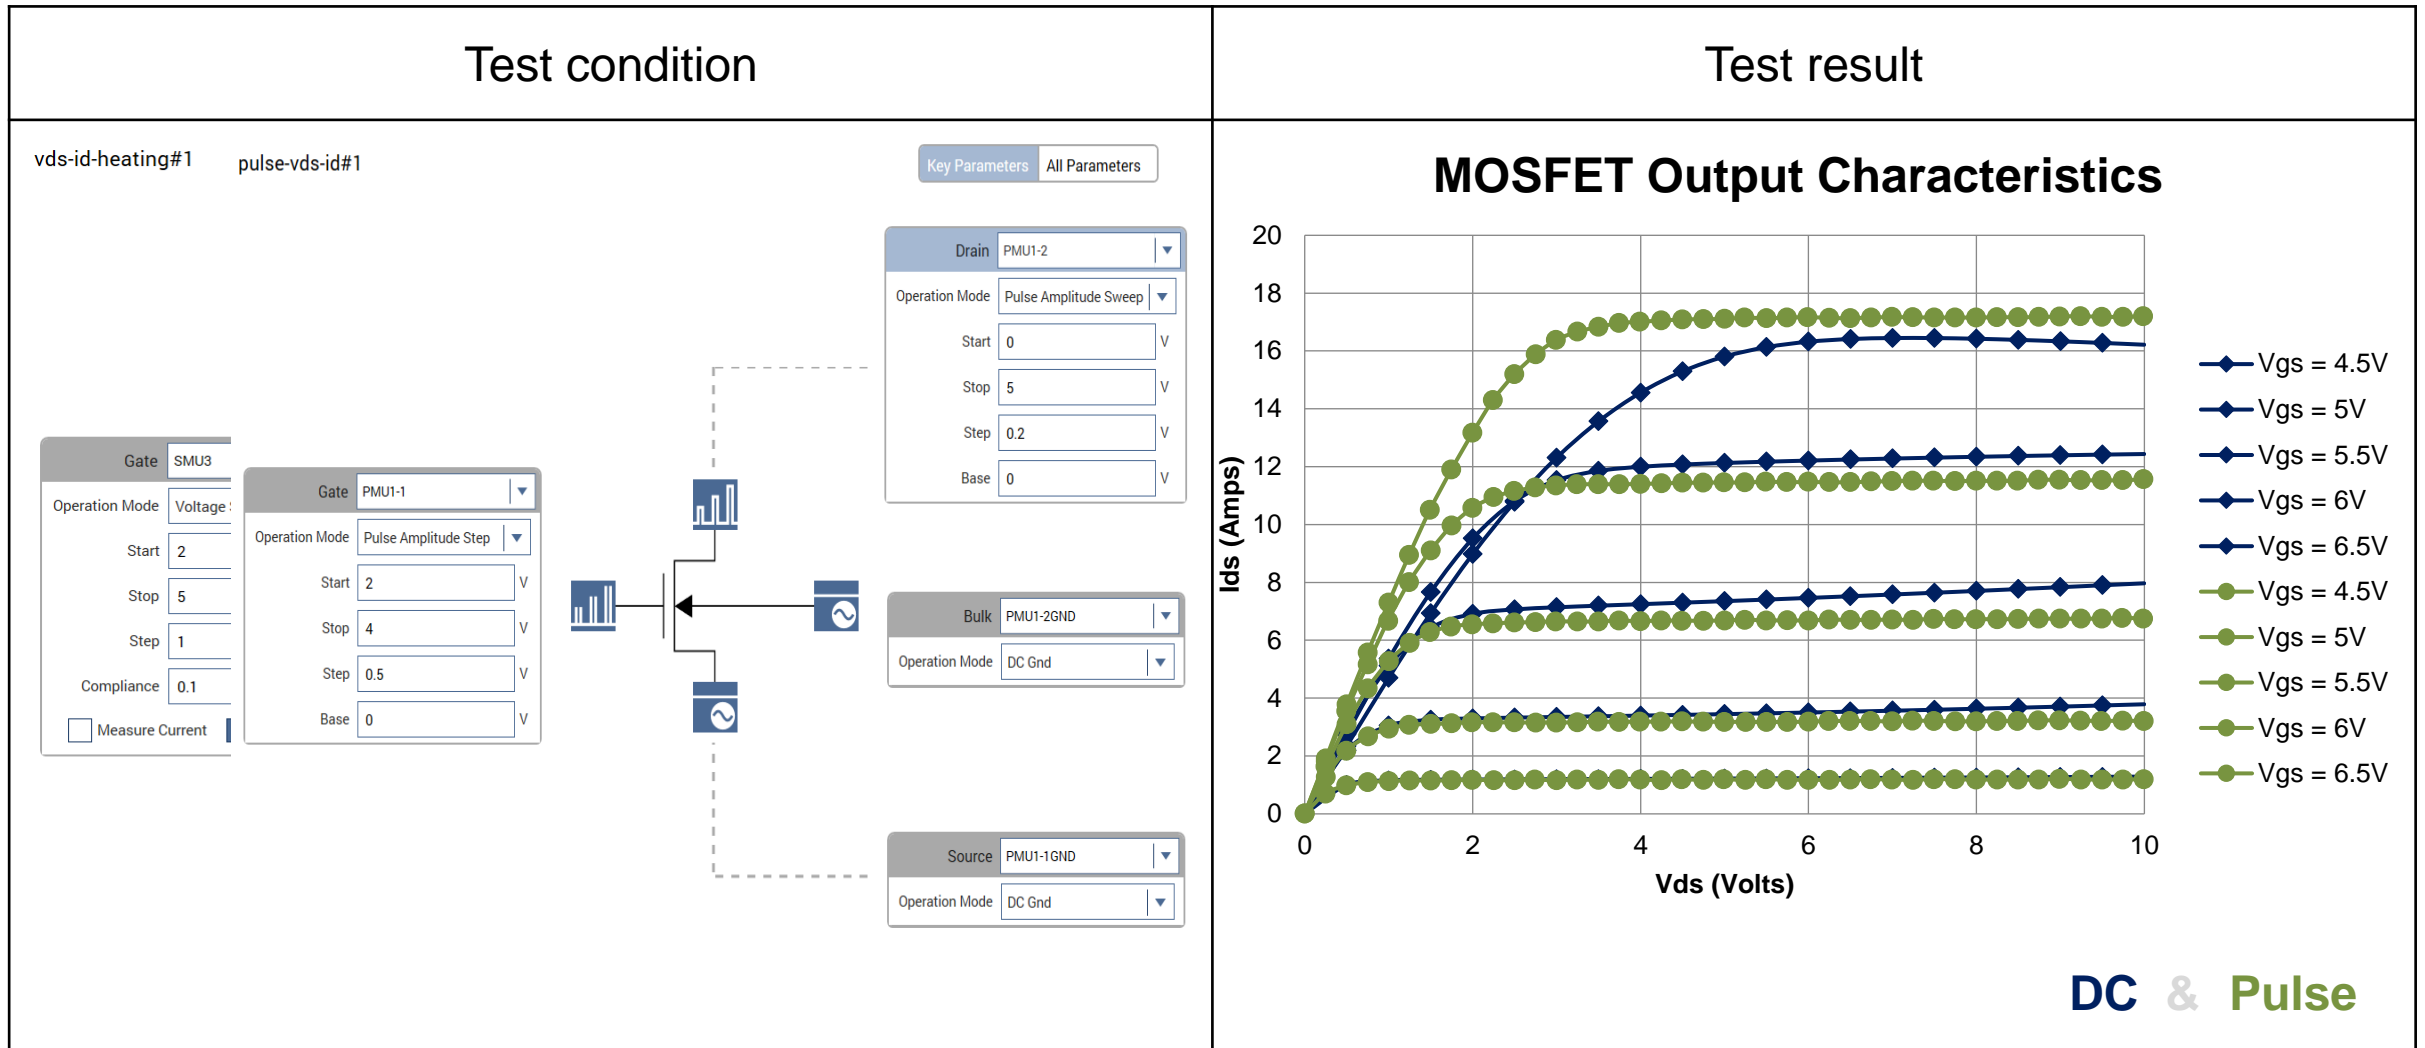 Test condition
Test result
vds-id-heating#1
pulse-vds-id#1
Key Parameters
All Parameters
Drain PMU1-2
Operation Mode Pulse Amplitude Sweep
Start 0 V
Stop 5 V
Step 0.2 V
Base 0 V
Gate SMU3
Operation Mode Voltage
Start 2
Stop 5
Step 1
Compliance 0.1
Measure Current
Gate PMU1-1
Operation Mode Pulse Amplitude Step
Start 2 V
Stop 4 V
Step 0.5 V
Base 0 V
Bulk PMU1-2GND
Operation Mode DC Gnd
Source PMU1-1GND
Operation Mode DC Gnd
MOSFET Output Characteristics
Ids (Amps)
20
18
16
14
12
10
8
6
4
2
0
0 2 4 6 8 10
Vds (Volts)
Vgs = 4.5V
Vgs = 5V
Vgs = 5.5V
Vgs = 6V
Vgs = 6.5V
Vgs = 4.5V
Vgs = 5V
Vgs = 5.5V
Vgs = 6V
Vgs = 6.5V
DC & Pulse